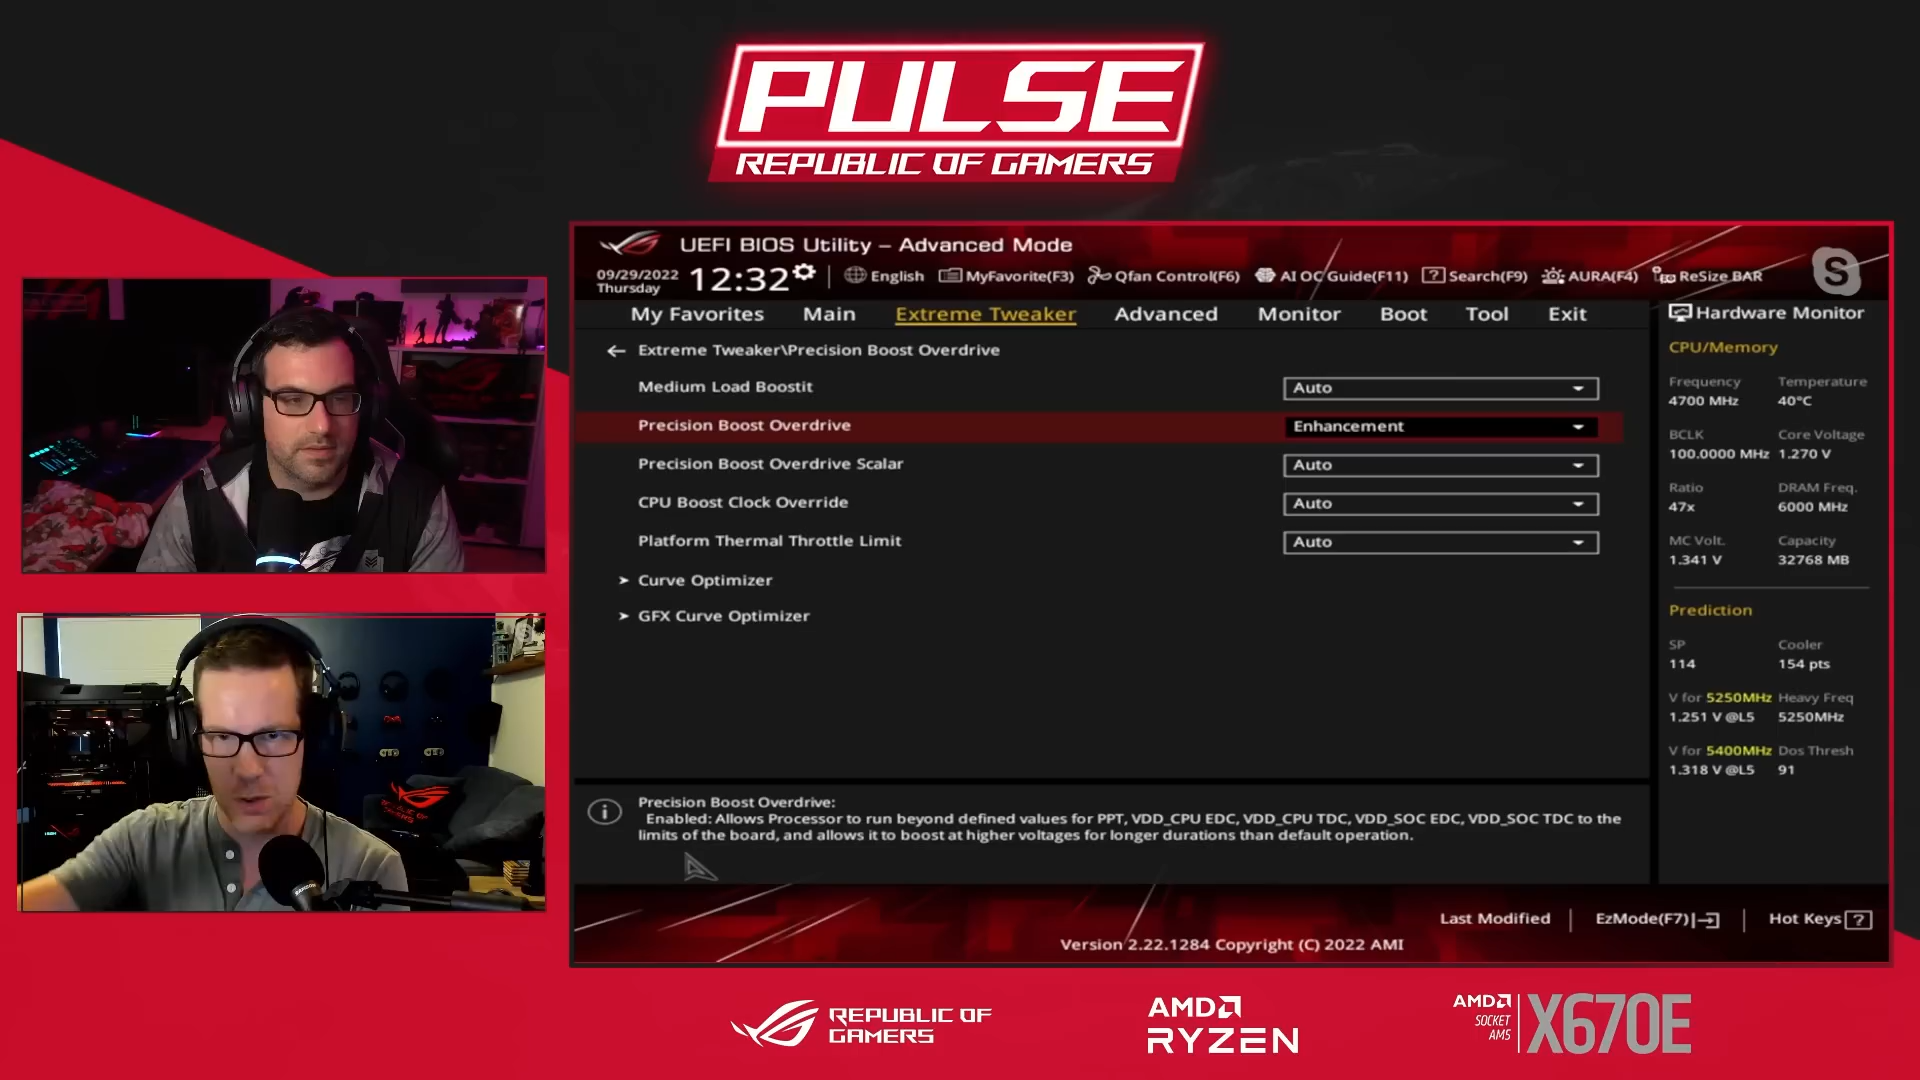 PULSE
REPUBLIC OF GAMERS
UEFI BIOS Utility – Advanced Mode
09/29/2022
Thursday
12:32
English
MyFavorite(F3)
Qfan Control(F6)
AI OC Guide(F11)
? Search(F9)
AURA(F4)
ReSize BAR
S
My Favorites Main Extreme Tweaker Advanced Monitor Boot Tool Exit
Extreme Tweaker\Precision Boost Overdrive
Medium Load Boostit Auto
Precision Boost Overdrive Enhancement
Precision Boost Overdrive Scalar Auto
CPU Boost Clock Override Auto
Platform Thermal Throttle Limit Auto
Curve Optimizer
GFX Curve Optimizer
Hardware Monitor
CPU/Memory
Frequency Temperature
4700 MHz 40°C
BCLK Core Voltage
100.0000 MHz 1.270 V
Ratio DRAM Freq.
47x 6000 MHz
MC Volt. Capacity
1.341 V 32768 MB
Prediction
SP Cooler
114 154 pts
V for 5250MHz Heavy Freq
1.251 V @L5 5250MHz
V for 5400MHz Dos Thresh
1.318 V @L5 91
Precision Boost Overdrive:
Enabled: Allows Processor to run beyond defined values for PPT, VDD_CPU EDC, VDD_CPU TDC, VDD_SOC EDC, VDD_SOC TDC to the
limits of the board, and allows it to boost at higher voltages for longer durations than default operation.
Last Modified
EzMode(F7)
Hot Keys ?
Version 2.22.1284 Copyright (C) 2022 AMI
REPUBLIC OF
GAMERS
AMD
RYZEN
AMD
SOCKET
AM5
X670E